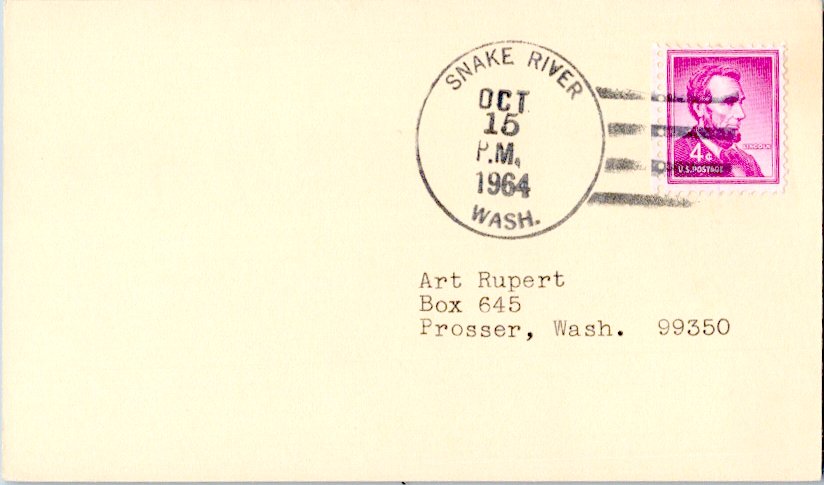 SNAKE RIVER
OCT
15
P.M.
1964
WASH.
LINCOLN
4¢
U.S. POSTAGE
Art Rupert
Box 645
Prosser, Wash.  99350